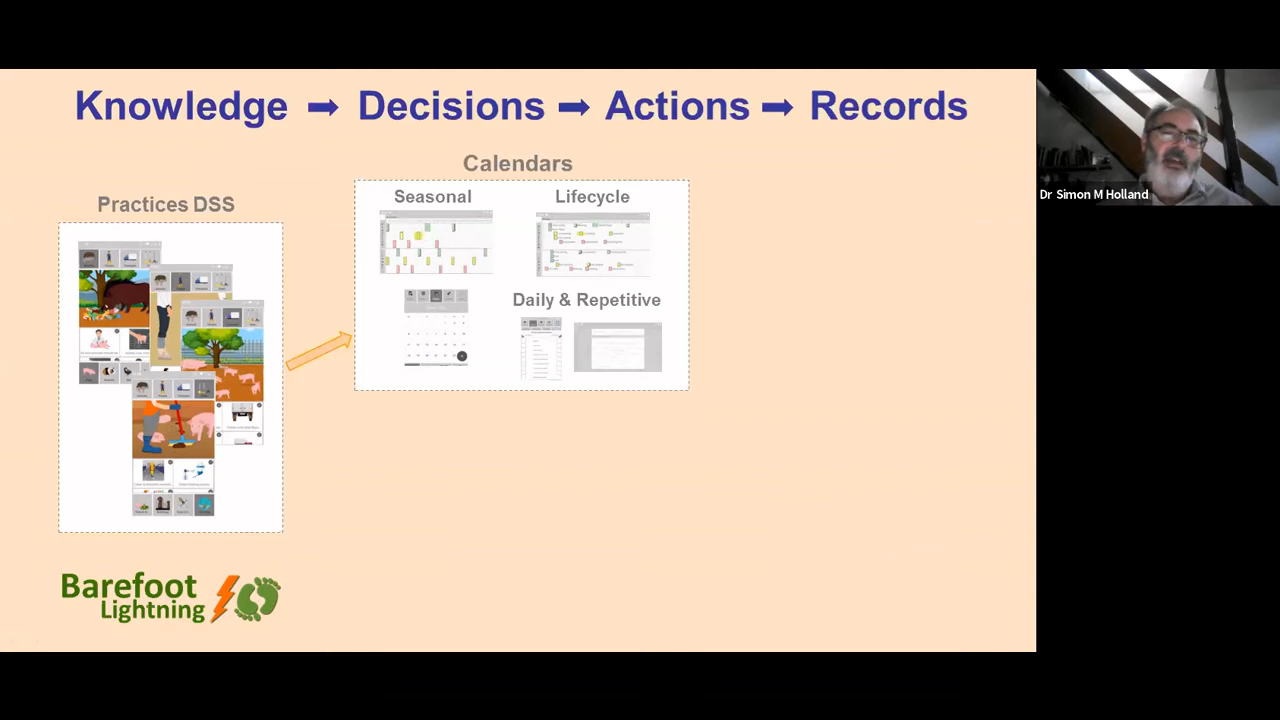 Knowledge ➡ Decisions ➡ Actions ➡ Records
Calendars
Practices DSS
Seasonal
Lifecycle
Daily & Repetitive
Barefoot
Lightning
Dr Simon M Holland